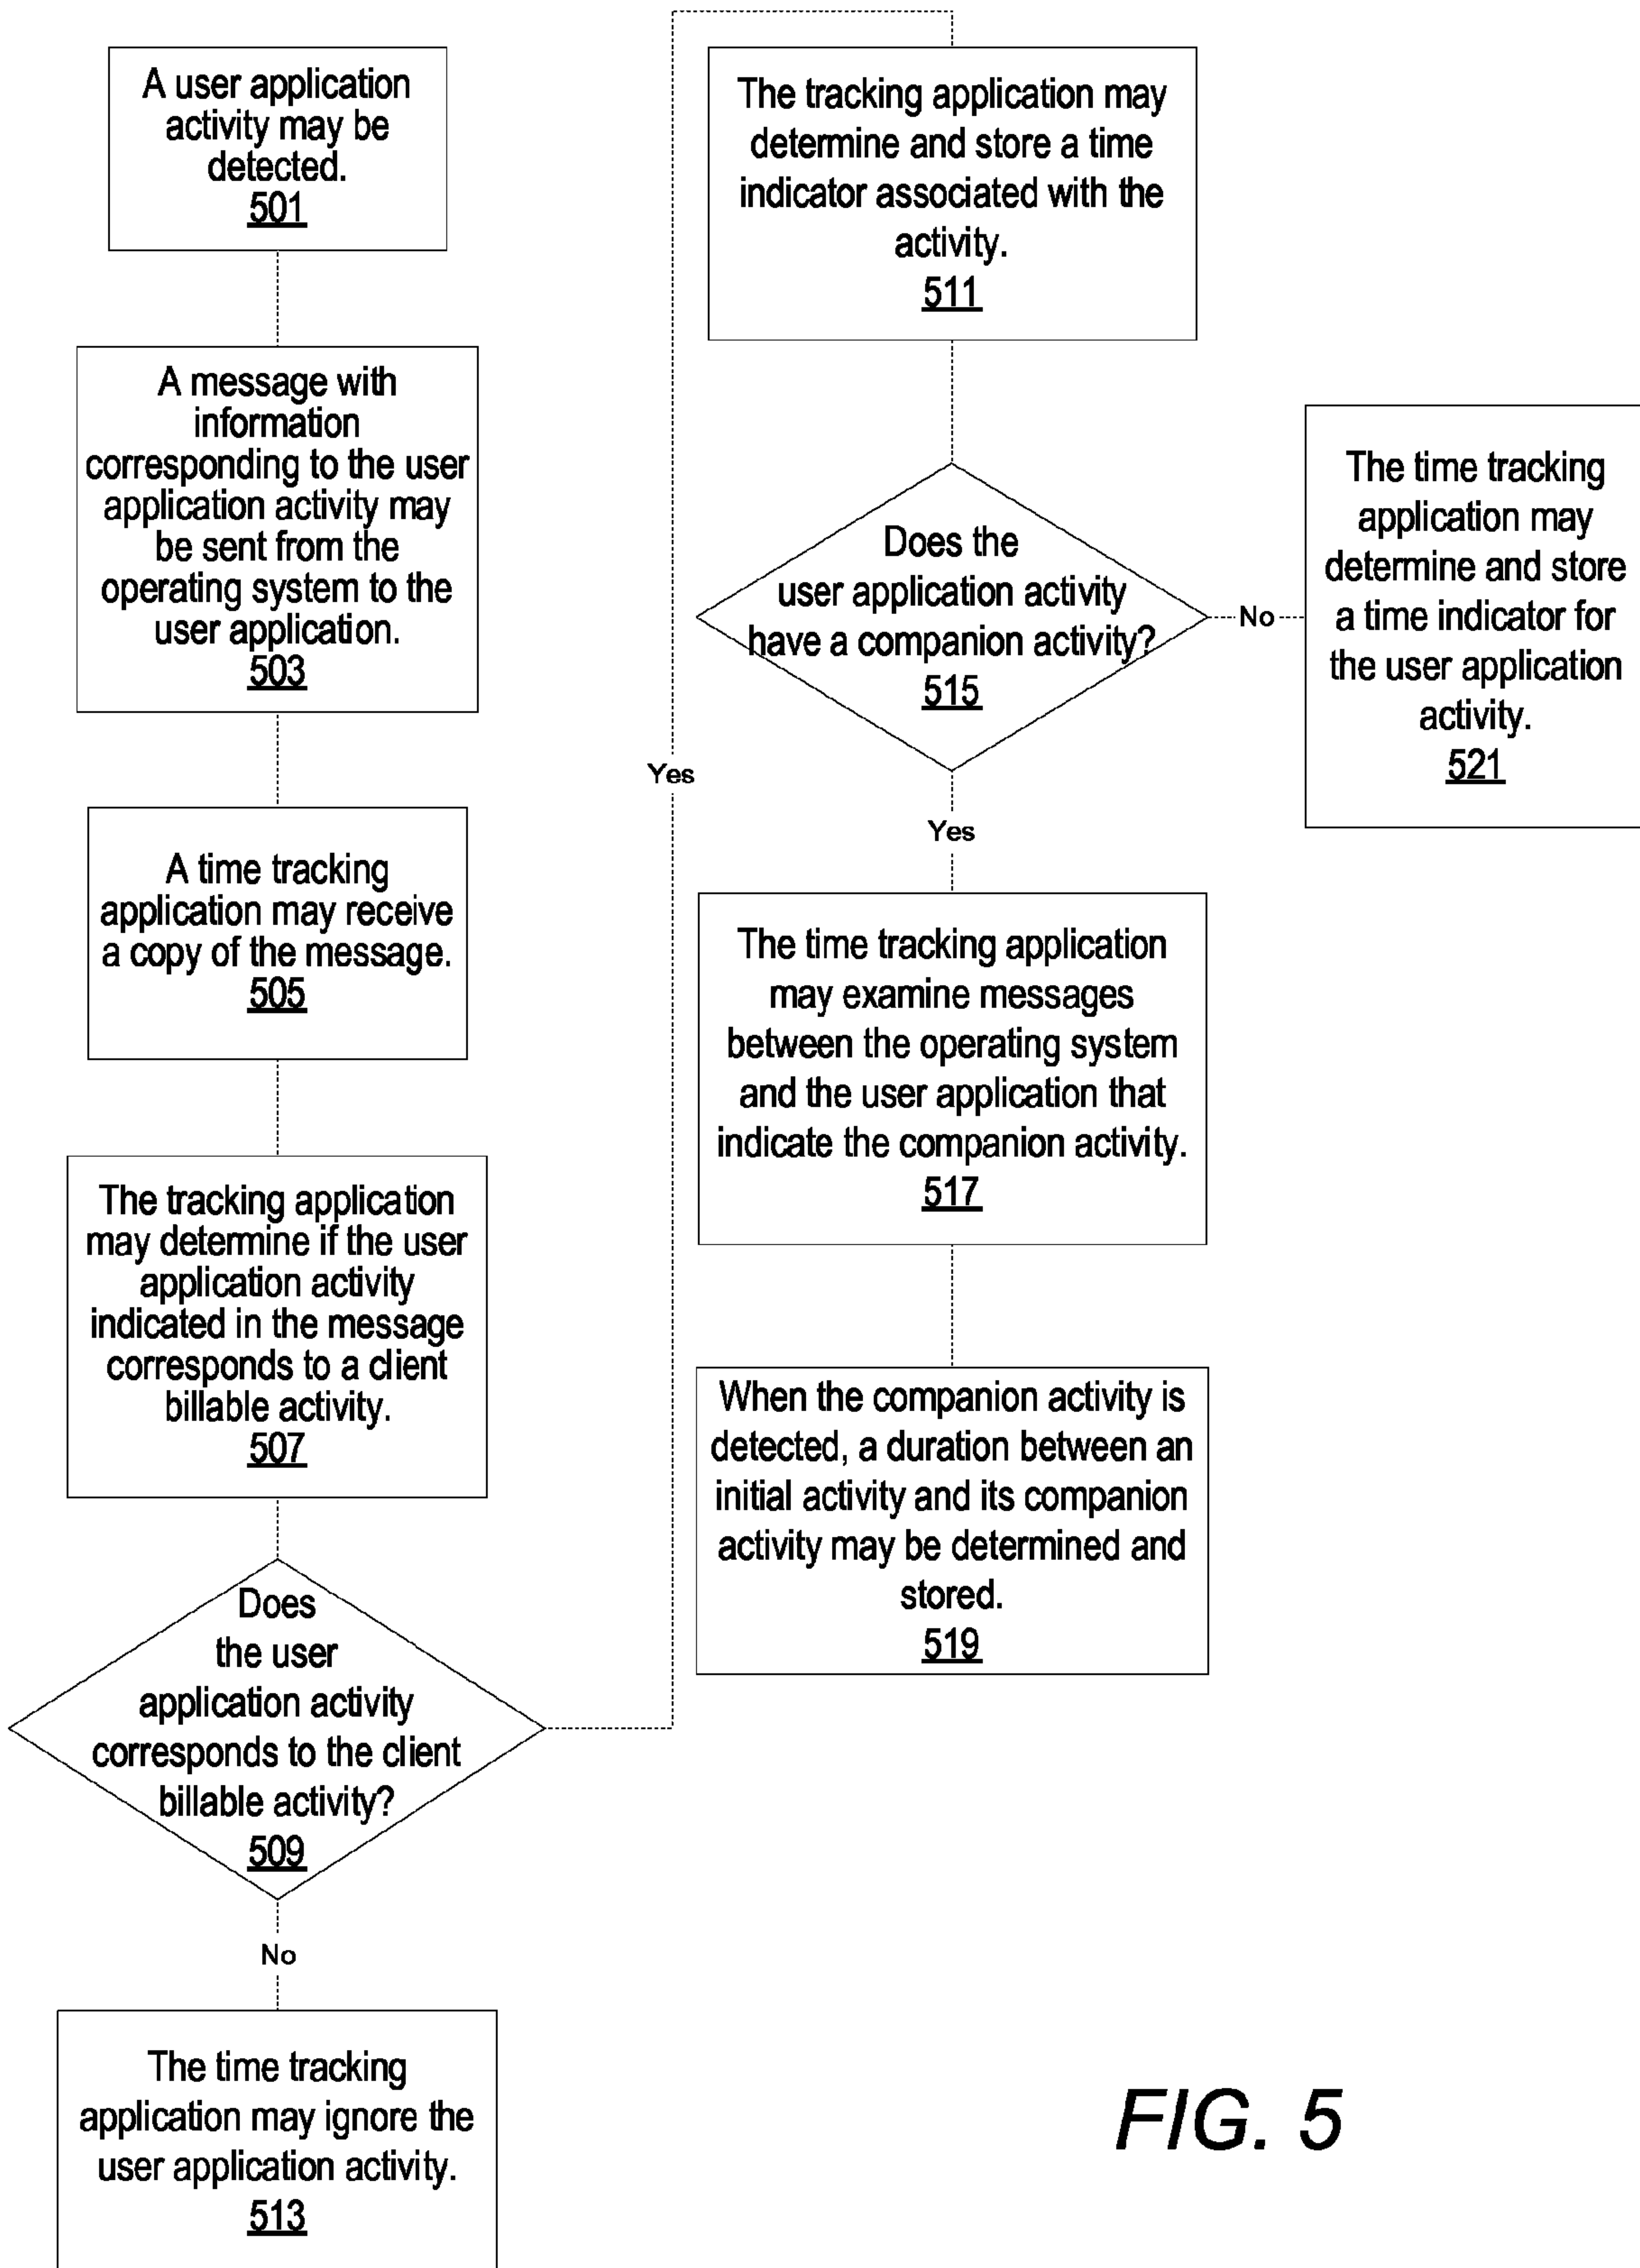 A user application
activity may be
detected.
501
A message with
information
corresponding to the user
application activity may
be sent from the
operating system to the
user application.
503
A time tracking
application may receive
a copy of the message.
505
The tracking application
may determine if the user
application activity
indicated in the message
corresponds to a client
billable activity.
507
Does
the user
application activity
corresponds to the client
billable activity?
509
No
The time tracking
application may ignore the
user application activity.
513
Yes
The tracking application may
determine and store a time
indicator associated with the
activity.
511
Does the
user application activity
have a companion activity?
515
No
The time tracking
application may
determine and store
a time indicator for
the user application
activity.
521
Yes
The time tracking application
may examine messages
between the operating system
and the user application that
indicate the companion activity.
517
When the companion activity is
detected, a duration between an
initial activity and its companion
activity may be determined and
stored.
519
FIG. 5